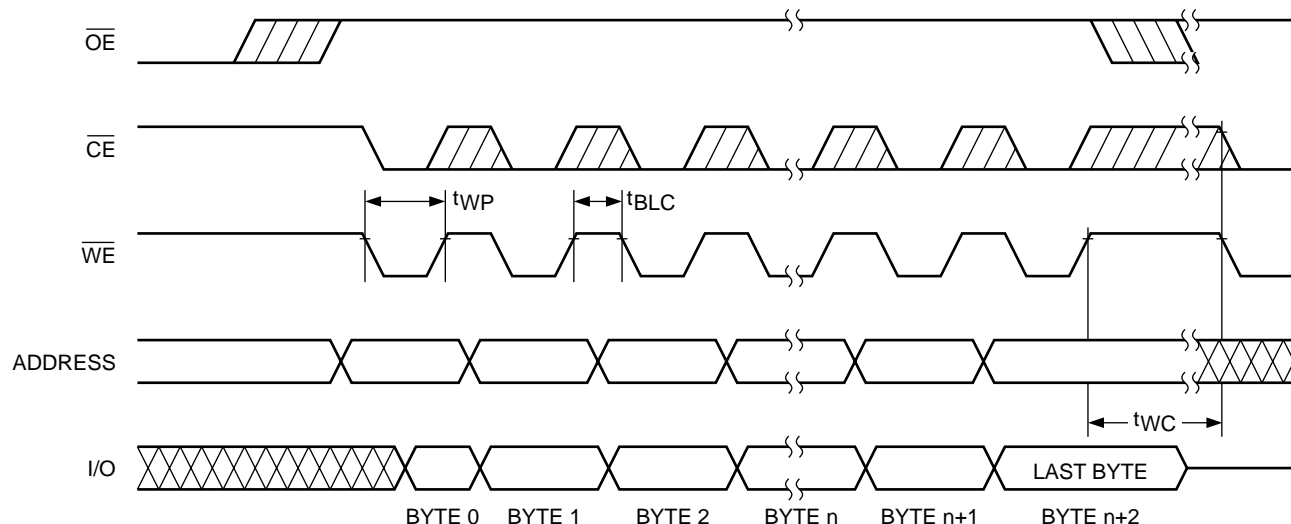 OE
CE
tWP
tBLC
WE
ADDRESS
tWC
I/O
LAST BYTE
BYTE 0 BYTE 1 BYTE 2 BYTE n BYTE n+1 BYTE n+2